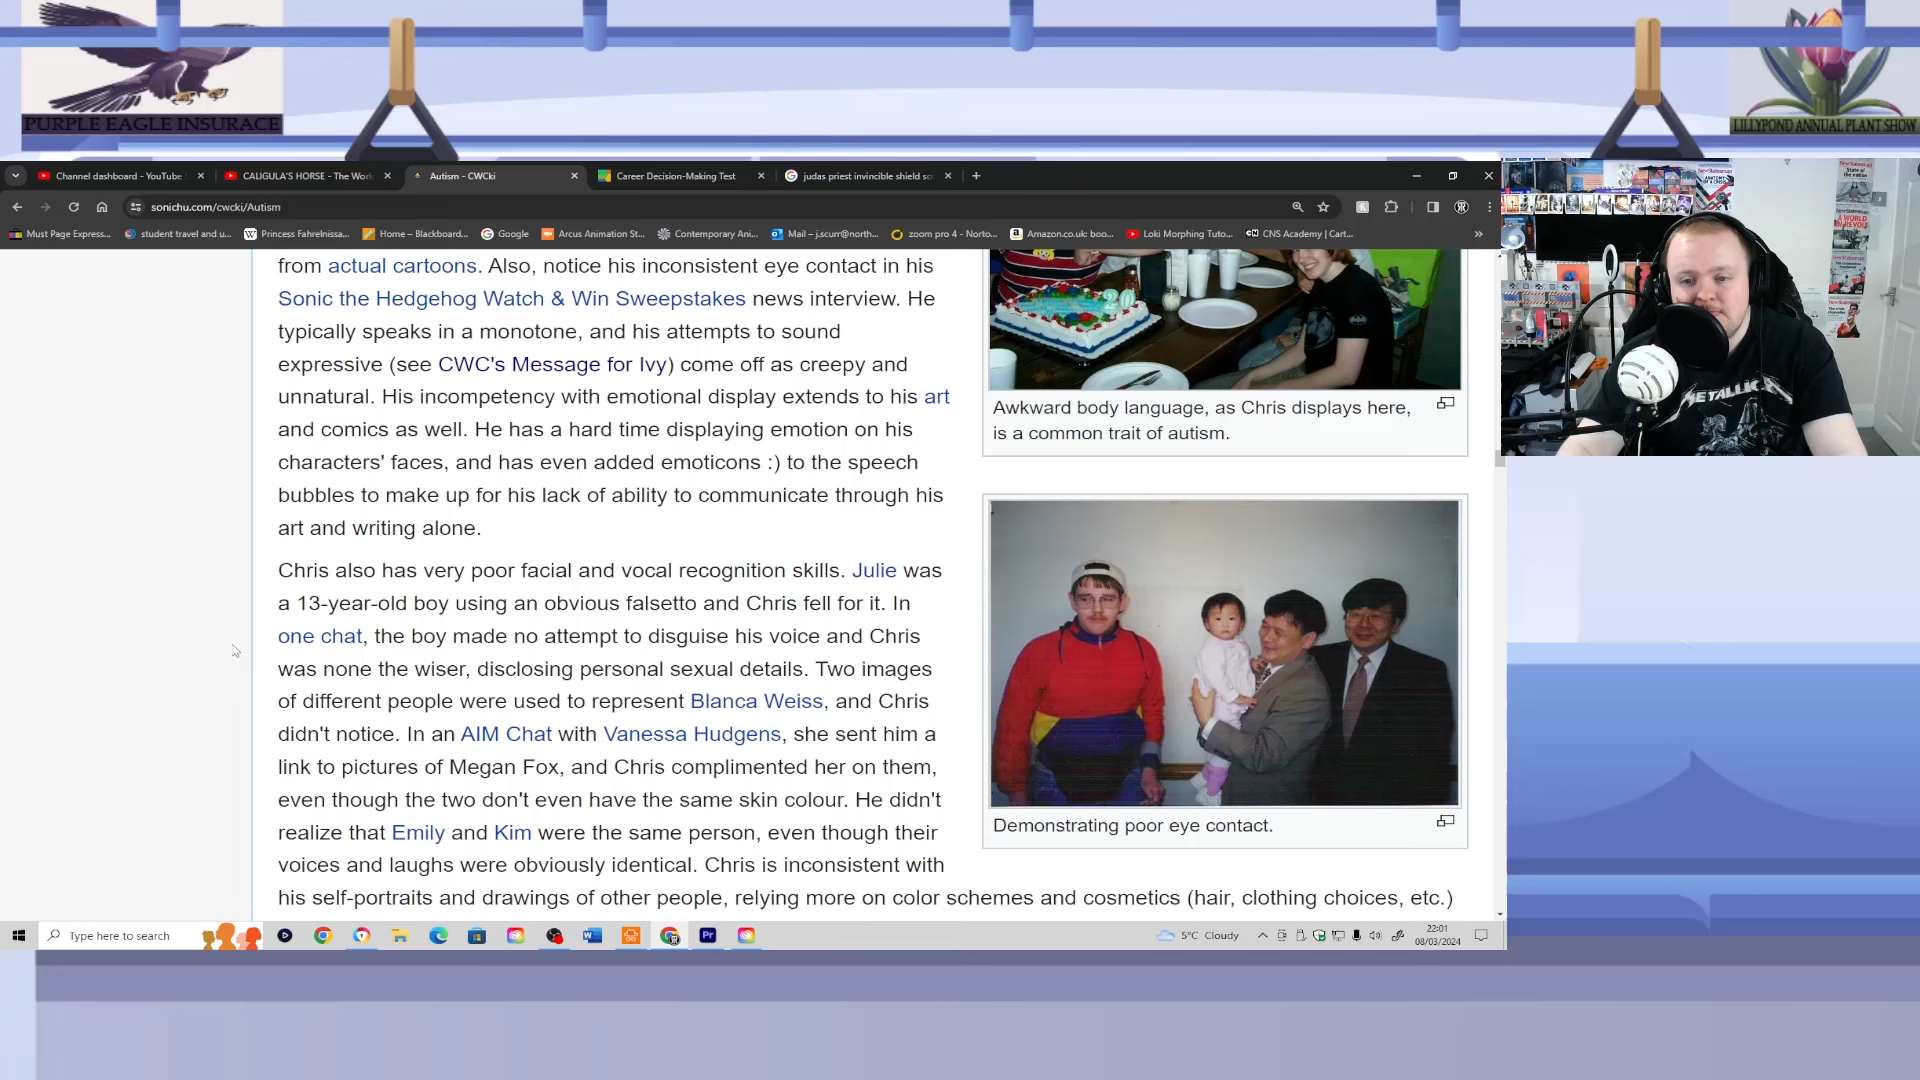 PURPLE EAGLE INSURACE
LILLYPOND ANNUAL PLANT SHOW
Channel dashboard - YouTube
CALIGULA'S HORSE - The Worl
Autism - CWCki
Career Decision-Making Test
judas priest invincible shield so
sonichu.com/cwcki/Autism
Must Page Express...
student travel and u...
Princess Fahrelnissa...
Home – Blackboard...
Google
Arcus Animation St...
Contemporary Ani...
Mail – j.scurr@north...
zoom pro 4 - Norto...
Amazon.co.uk: boo...
Loki Morphing Tuto...
CNS Academy | Cart...
from actual cartoons. Also, notice his inconsistent eye contact in his
Sonic the Hedgehog Watch & Win Sweepstakes news interview. He
typically speaks in a monotone, and his attempts to sound
expressive (see CWC's Message for Ivy) come off as creepy and
unnatural. His incompetency with emotional display extends to his art
and comics as well. He has a hard time displaying emotion on his
characters' faces, and has even added emoticons :) to the speech
bubbles to make up for his lack of ability to communicate through his
art and writing alone.
Awkward body language, as Chris displays here,
is a common trait of autism.
Chris also has very poor facial and vocal recognition skills. Julie was
a 13-year-old boy using an obvious falsetto and Chris fell for it. In
one chat, the boy made no attempt to disguise his voice and Chris
was none the wiser, disclosing personal sexual details. Two images
of different people were used to represent Blanca Weiss, and Chris
didn't notice. In an AIM Chat with Vanessa Hudgens, she sent him a
link to pictures of Megan Fox, and Chris complimented her on them,
even though the two don't even have the same skin colour. He didn't
realize that Emily and Kim were the same person, even though their
voices and laughs were obviously identical. Chris is inconsistent with
his self-portraits and drawings of other people, relying more on color schemes and cosmetics (hair, clothing choices, etc.)
Demonstrating poor eye contact.
METALLICA
NewStatesman
A WORLD
IN REVOLT
Type here to search
5°C Cloudy
22:01
08/03/2024